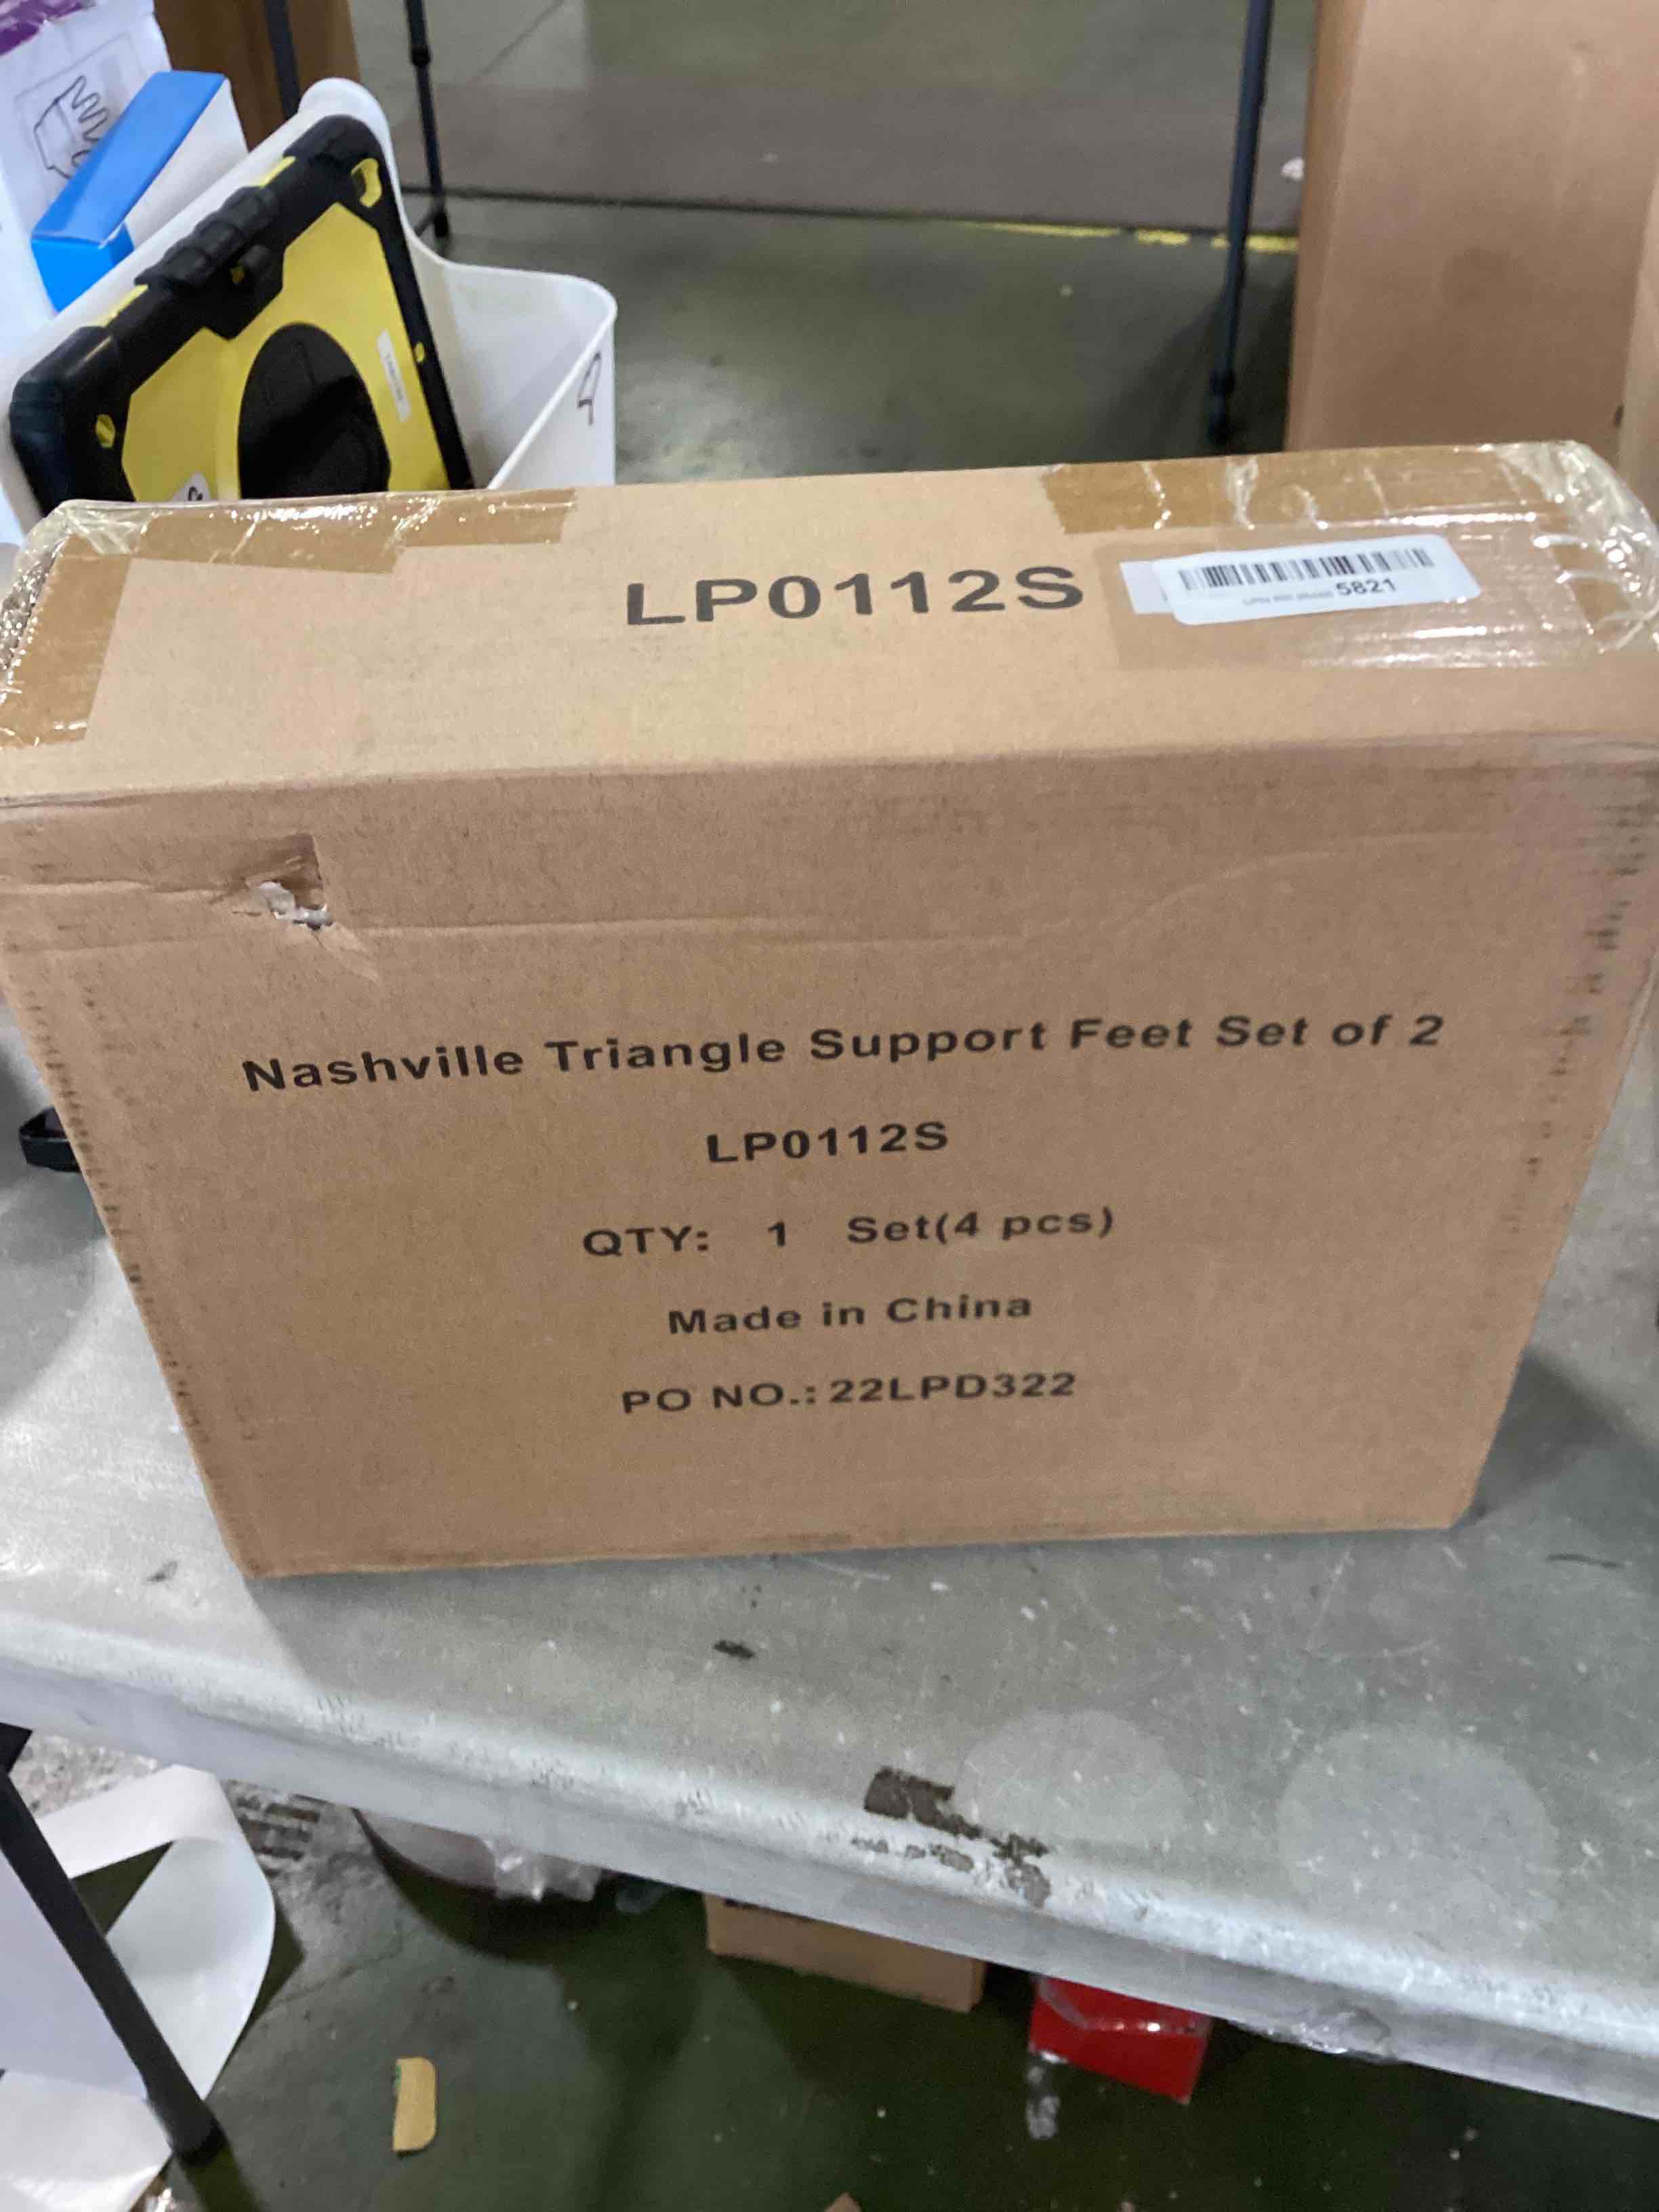 LP0112S
5821
Nashville Triangle Support Feet Set of 2
LP0112S
QTY: 1 Set(4 pcs)
Made in China
PO NO.:22LPD322